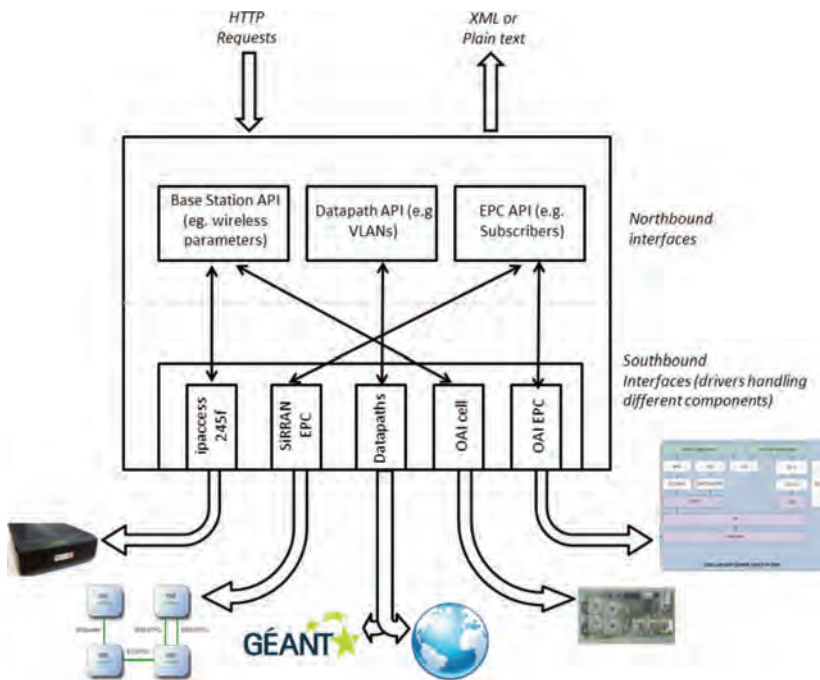 HTTP
Requests
XML or
Plain text
Base Station API
(eg. wireless
parameters)
Datapath API (e.g
VLANs)
EPC API (e.g.
Subscribers)
Northbound
interfaces
Southbound
Interfaces (drivers handling
different components)
ipaccess
245f
SiRRAN
EPC
Datapaths
OAI cell
OAI EPC
GÉANT